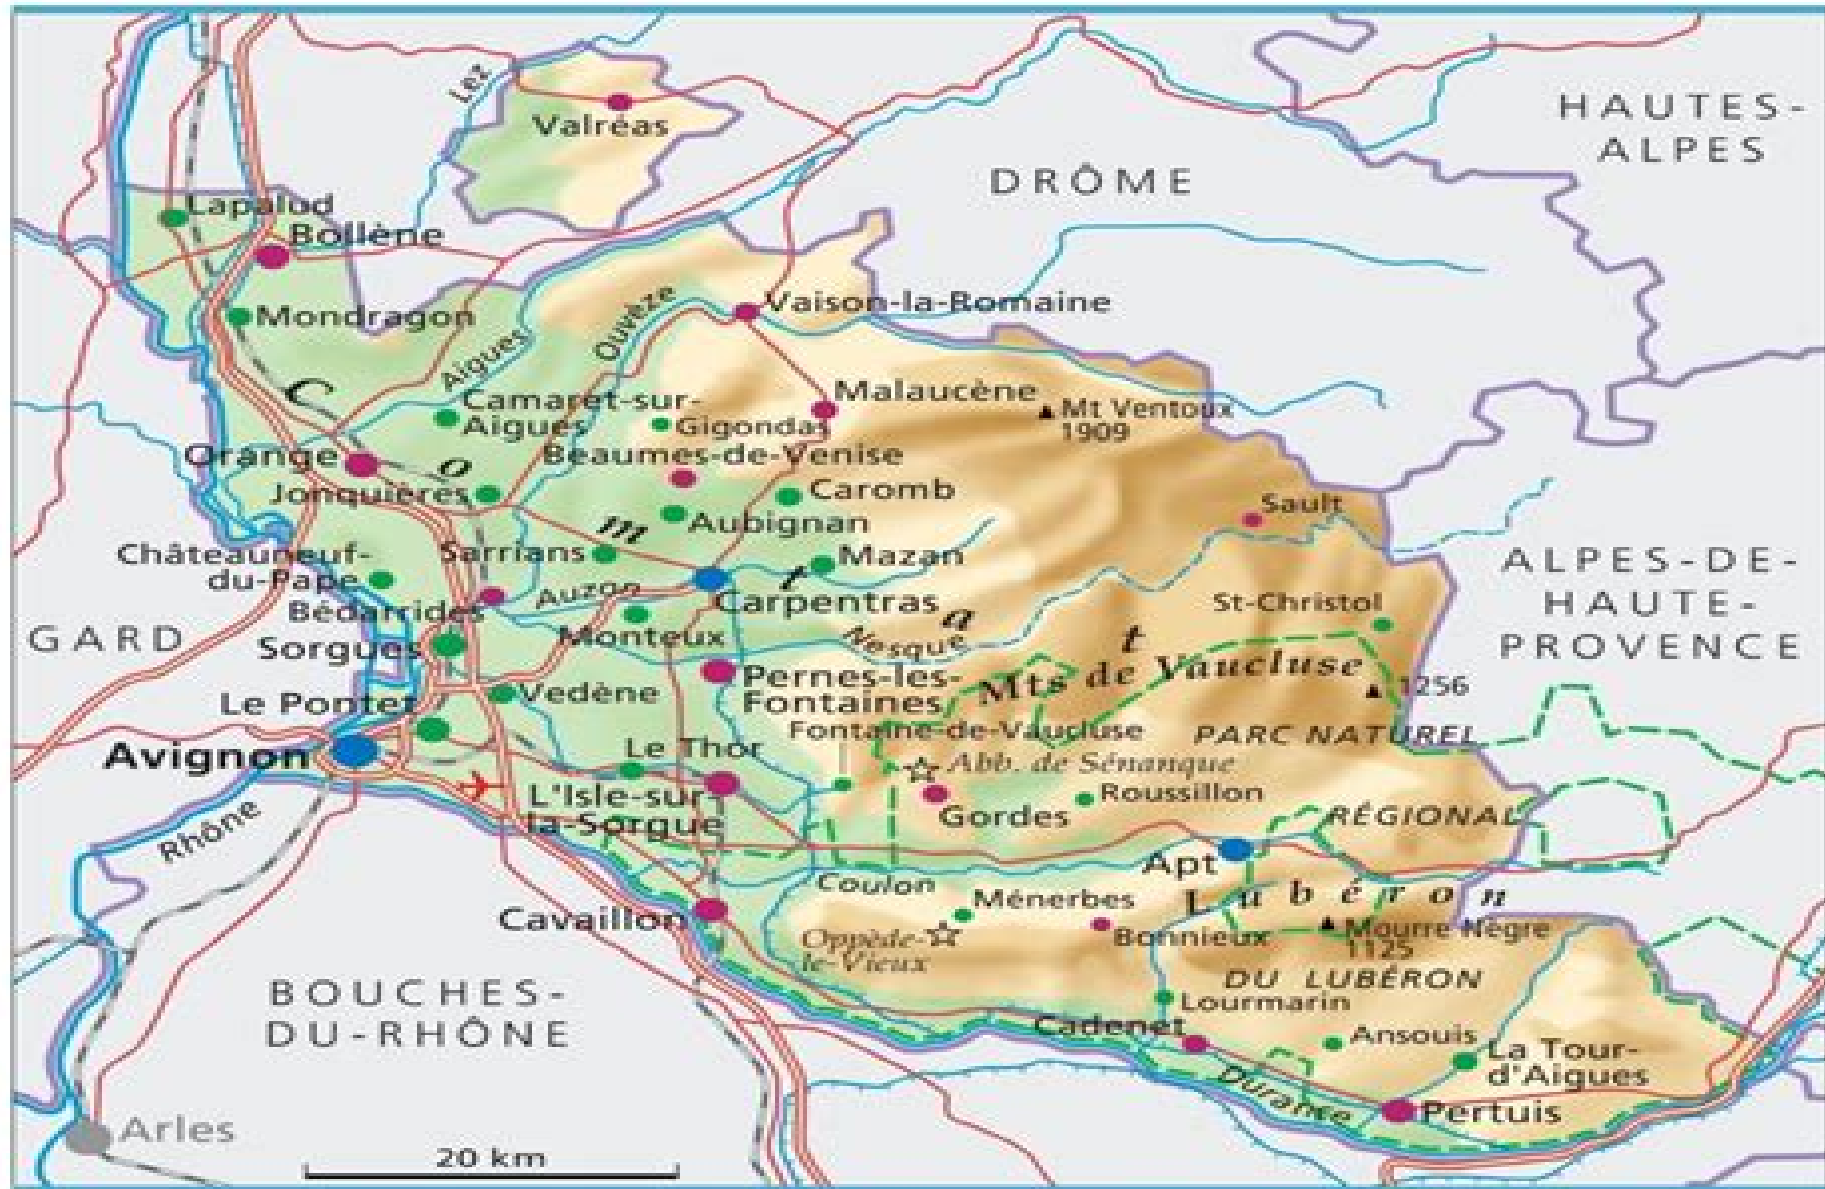 HAUTES-
ALPES
Lez
Valréas
DRÔME
Lapalud
Bollène
Mondragon
Vaison-la-Romaine
Ouvèze
Aigues
Malaucène
Mt Ventoux
1909
Camaret-sur-
Aigues
Gigondas
Orange
Beaumes-de-Venise
Jonquières
Caromb
Sault
Aubignan
Châteauneuf-
du-Pape
Sarrians
Mazan
ALPES-DE-
HAUTE-
PROVENCE
Auzon
Carpentras
St-Christol
Bédarrides
Monteux
Nesque
GARD
Sorgues
Comtat
Mts de Vaucluse
Pernes-les-
Fontaines
1256
Vedène
Le Pontet
Fontaine-de-Vaucluse
PARC NATUREL
Avignon
Le Thor
Abb. de Sénanque
L'Isle-sur-
la-Sorgue
Gordes
Roussillon
RÉGIONAL
Rhône
Apt
Coulon
Lubéron
Ménerbes
Cavaillon
Oppède-
le-Vieux
Bonnieux
Mourre Nègre
1125
DU LUBÉRON
BOUCHES-
DU-RHÔNE
Lourmarin
Cadenet
Ansouis
La Tour-
d'Aigues
Durance
Pertuis
Arles
20 km